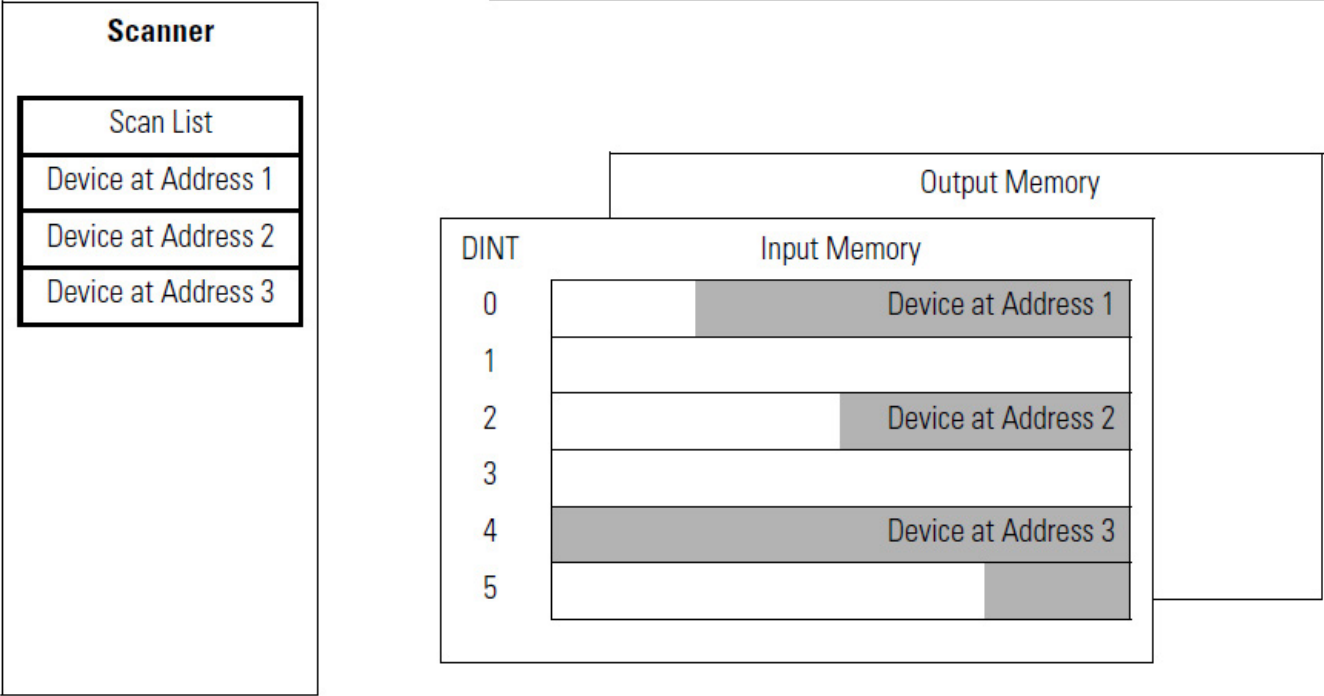 Scanner
Scan List
Device at Address 1
Device at Address 2
Device at Address 3
Output Memory
DINT Input Memory
0 Device at Address 1
1
2 Device at Address 2
3
4 Device at Address 3
5